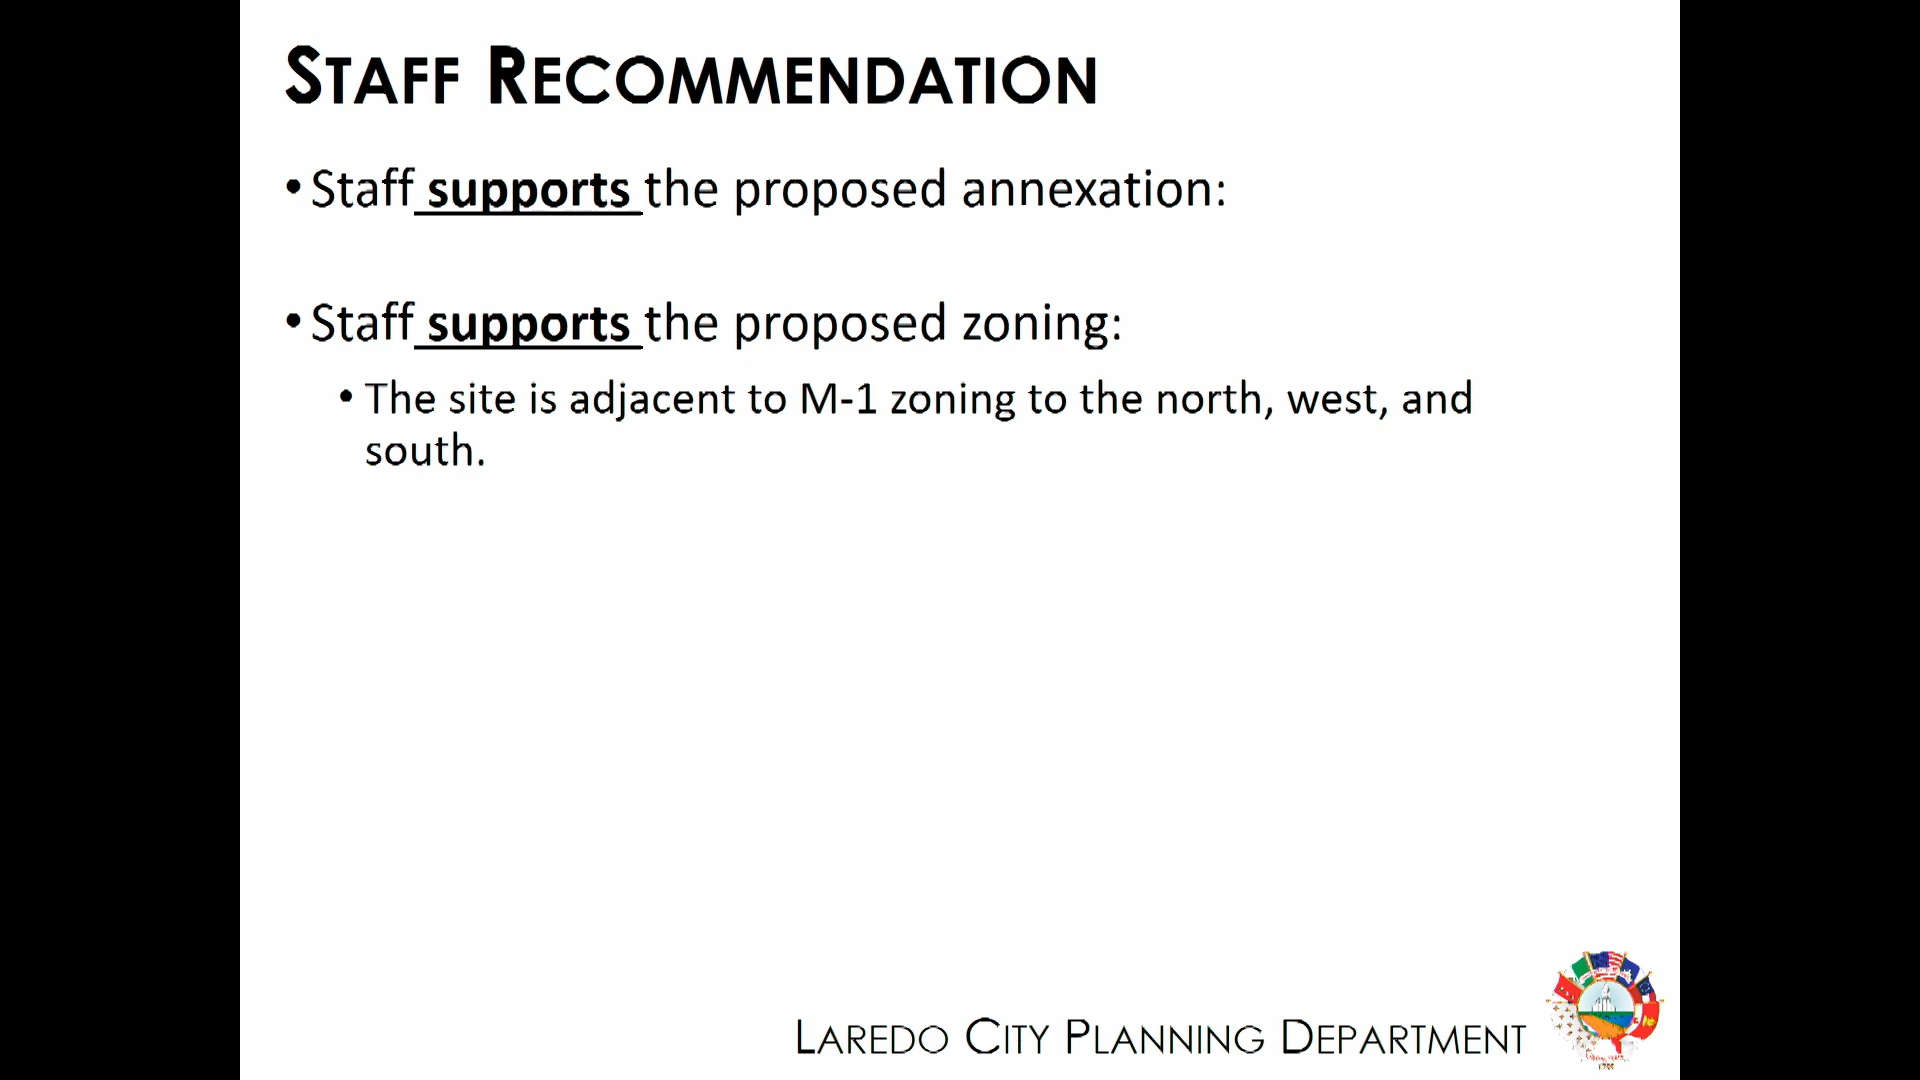 STAFF RECOMMENDATION
• Staff supports the proposed annexation:
• Staff supports the proposed zoning:
• The site is adjacent to M-1 zoning to the north, west, and
south.
LAREDO CITY PLANNING DEPARTMENT